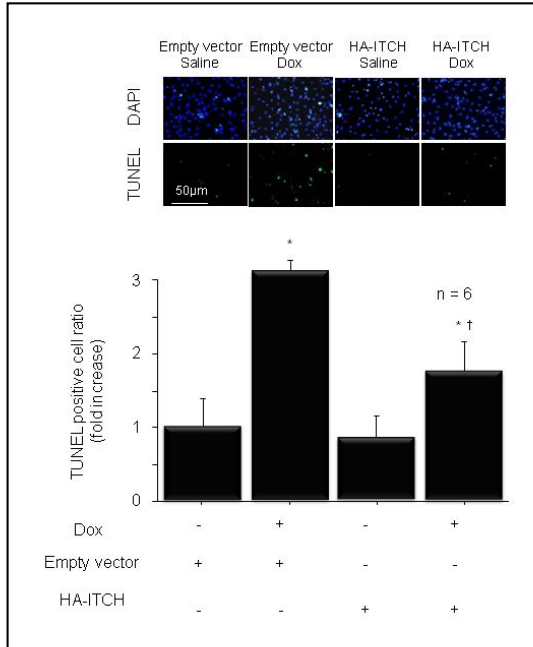 Empty vector Empty vector HA-ITCH HA-ITCH
Saline Dox Saline Dox
DAPI
TUNEL
50µm
TUNEL positive cell ratio
(fold increase)
3
2
1
0
*
n = 6
* †
Dox - + - +
Empty vector + + - -
HA-ITCH - - + +